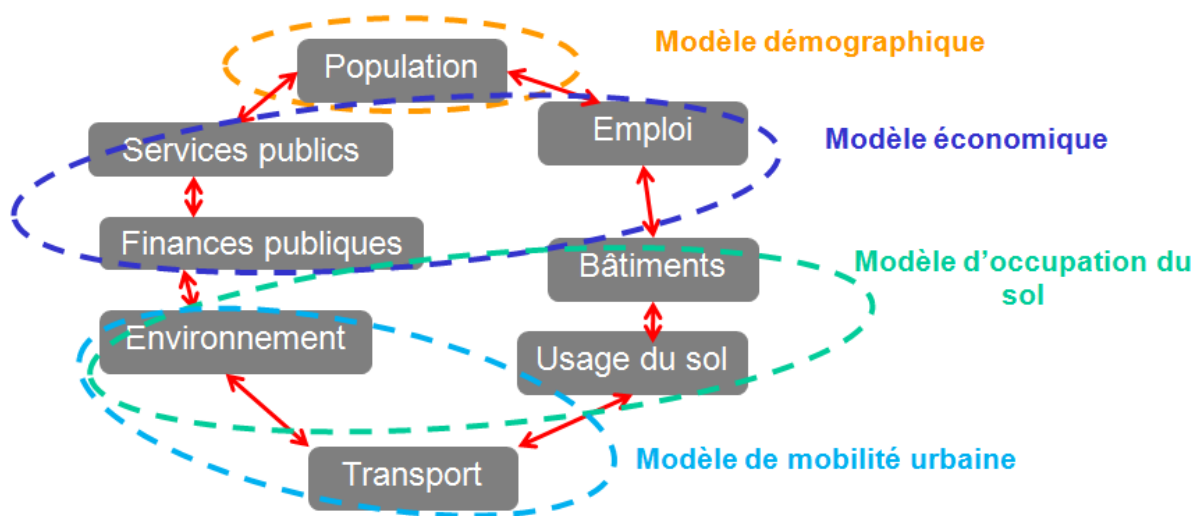 Population
Modèle démographique
Services publics
Emploi
Modèle économique
Finances publiques
Bâtiments
Modèle d'occupation du
sol
Environnement
Usage du sol
Transport
Modèle de mobilité urbaine